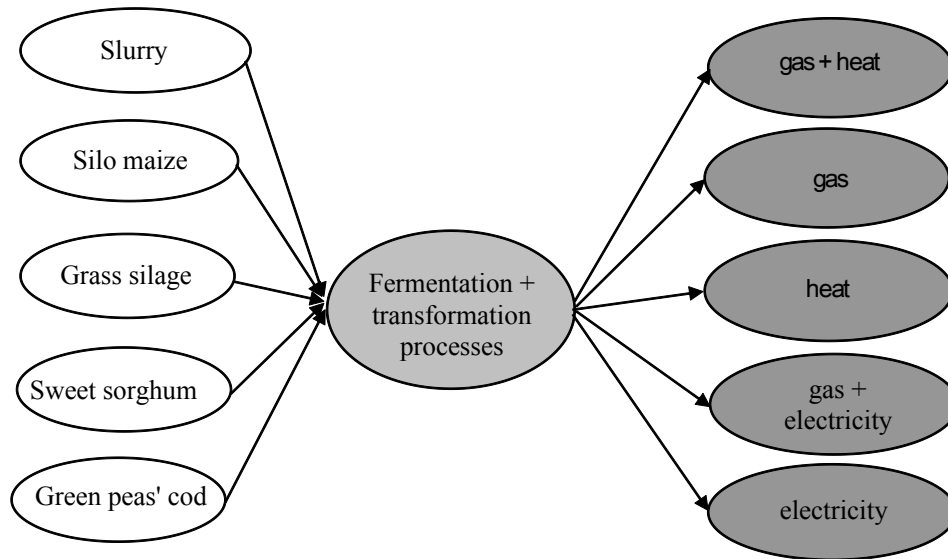 Slurry
Silo maize
Grass silage
Sweet sorghum
Green peas' cod
Fermentation +
transformation
processes
gas + heat
gas
heat
gas +
electricity
electricity